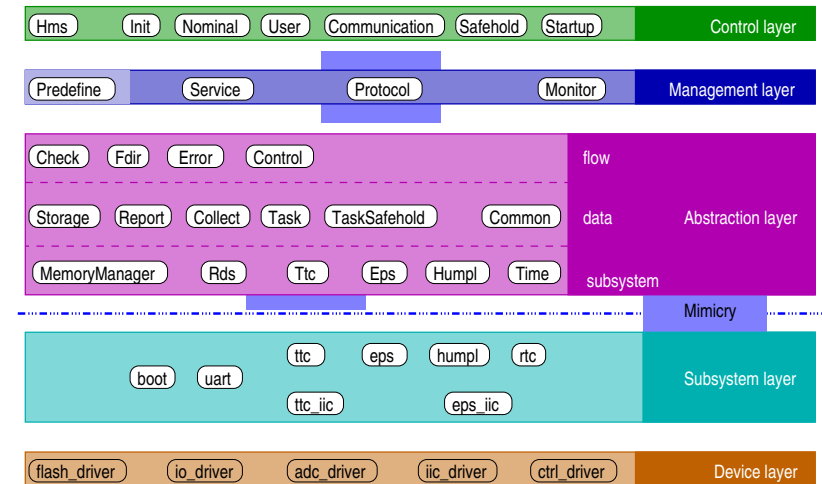 Hms Init Nominal User Communication Safehold Startup Control layer
Predefine Service Protocol Monitor Management layer
Check Fdir Error Control flow
Storage Report Collect Task TaskSafehold Common data Abstraction layer
MemoryManager Rds Ttc Eps Humpl Time subsystem
Mimicry
ttc eps humpl rtc
boot uart Subsystem layer
ttc_iic eps_iic
flash_driver io_driver adc_driver iic_driver ctrl_driver Device layer